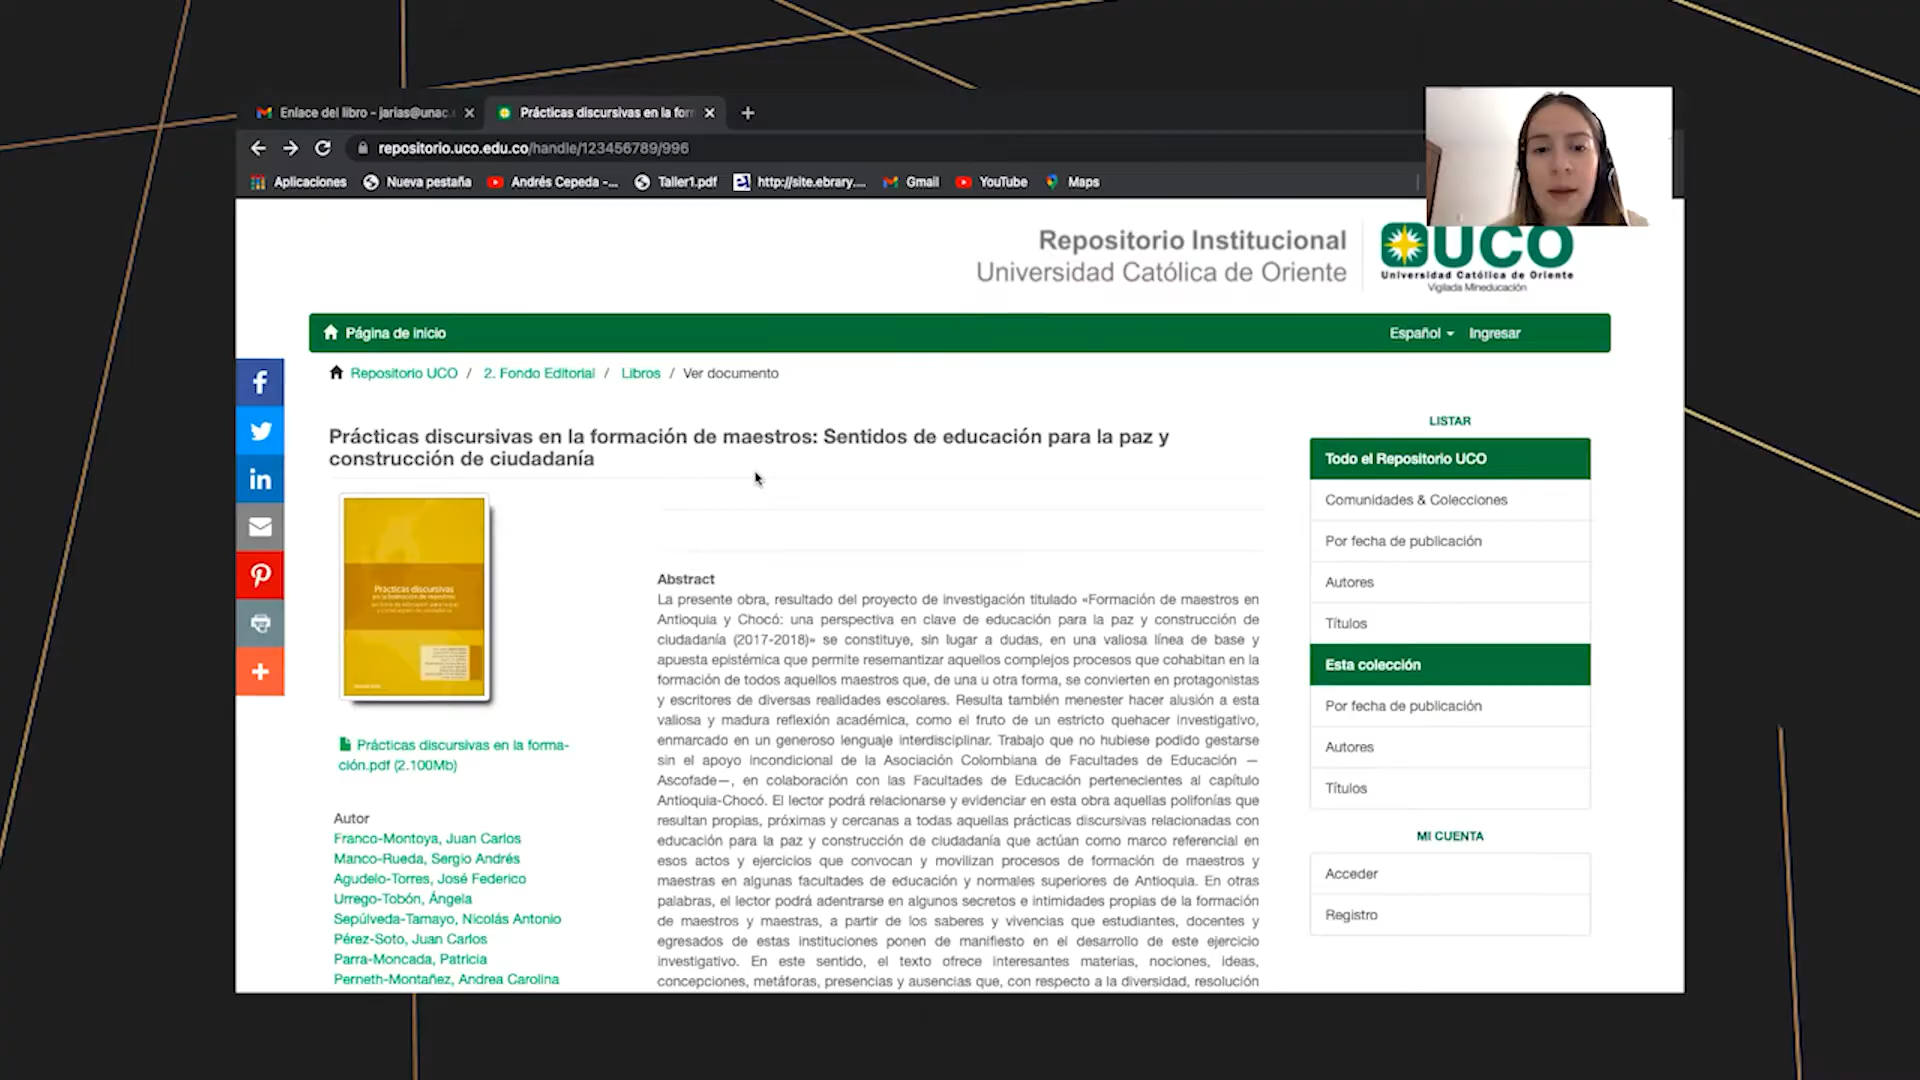 Enlace del libro - jarias@unac.
Prácticas discursivas en la for
repositorio.uco.edu.co/handle/123456789/996
Aplicaciones
Nueva pestaña
Andrés Cepeda -...
Taller1.pdf
http://site.ebrary....
Gmail
YouTube
Maps
Repositorio Institucional
Universidad Católica de Oriente
UCO
Universidad Católica de Oriente
Vigilada Mineducación
Página de inicio
Español
Ingresar
Repositorio UCO / 2. Fondo Editorial / Libros / Ver documento
Prácticas discursivas en la formación de maestros: Sentidos de educación para la paz y
construcción de ciudadanía
Prácticas discursivas
en la formación de maestros
Prácticas discursivas en la forma-
ción.pdf (2.100Mb)
Autor
Franco-Montoya, Juan Carlos
Manco-Rueda, Sergio Andrés
Agudelo-Torres, José Federico
Urrego-Tobón, Ángela
Sepúlveda-Tamayo, Nicolás Antonio
Pérez-Soto, Juan Carlos
Parra-Moncada, Patricia
Perneth-Montañez, Andrea Carolina
Abstract
La presente obra, resultado del proyecto de investigación titulado «Formación de maestros en
Antioquia y Chocó: una perspectiva en clave de educación para la paz y construcción de
ciudadanía (2017-2018)» se constituye, sin lugar a dudas, en una valiosa línea de base y
apuesta epistémica que permite resemantizar aquellos complejos procesos que cohabitan en la
formación de todos aquellos maestros que, de una u otra forma, se convierten en protagonistas
y escritores de diversas realidades escolares. Resulta también menester hacer alusión a esta
valiosa y madura reflexión académica, como el fruto de un estricto quehacer investigativo,
enmarcado en un generoso lenguaje interdisciplinar. Trabajo que no hubiese podido gestarse
sin el apoyo incondicional de la Asociación Colombiana de Facultades de Educación —
Ascofade—, en colaboración con las Facultades de Educación pertenecientes al capítulo
Antioquia-Chocó. El lector podrá relacionarse y evidenciar en esta obra aquellas polifonías que
resultan propias, próximas y cercanas a todas aquellas prácticas discursivas relacionadas con
educación para la paz y construcción de ciudadanía que actúan como marco referencial en
esos actos y ejercicios que convocan y movilizan procesos de formación de maestros y
maestras en algunas facultades de educación y normales superiores de Antioquia. En otras
palabras, el lector podrá adentrarse en algunos secretos e intimidades propias de la formación
de maestros y maestras, a partir de los saberes y vivencias que estudiantes, docentes y
egresados de estas instituciones ponen de manifiesto en el desarrollo de este ejercicio
investigativo. En este sentido, el texto ofrece interesantes materias, nociones, ideas,
concepciones, metáforas, presencias y ausencias que, con respecto a la diversidad, resolución
LISTAR
Todo el Repositorio UCO
Comunidades & Colecciones
Por fecha de publicación
Autores
Títulos
Esta colección
Por fecha de publicación
Autores
Títulos
MI CUENTA
Acceder
Registro